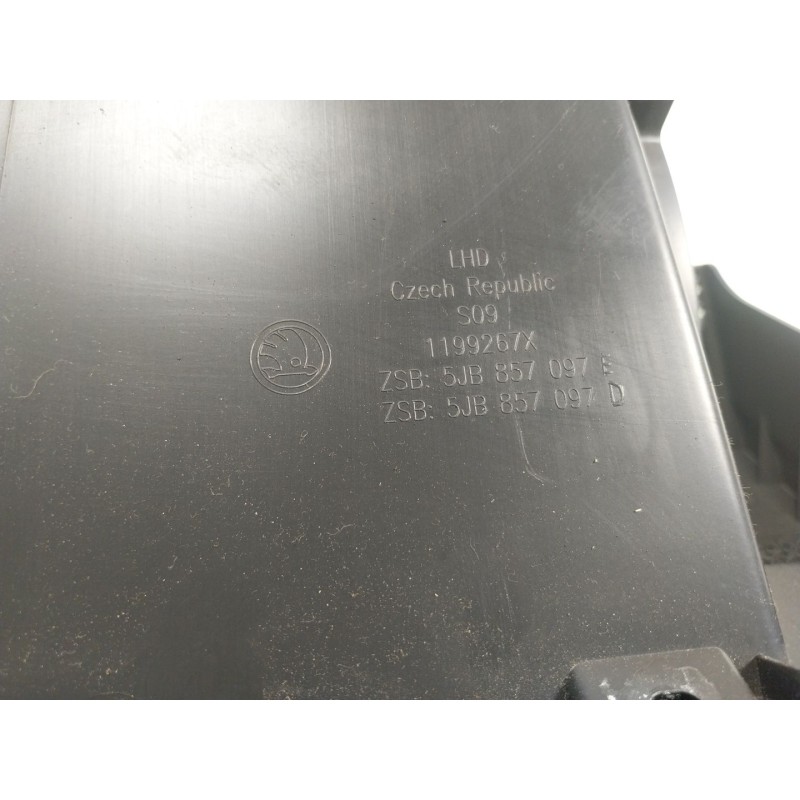 LHD
Czech Republic
S09
1199267X
ZSB: 5JB 857 097 E
ZSB: 5JB 857 097 D